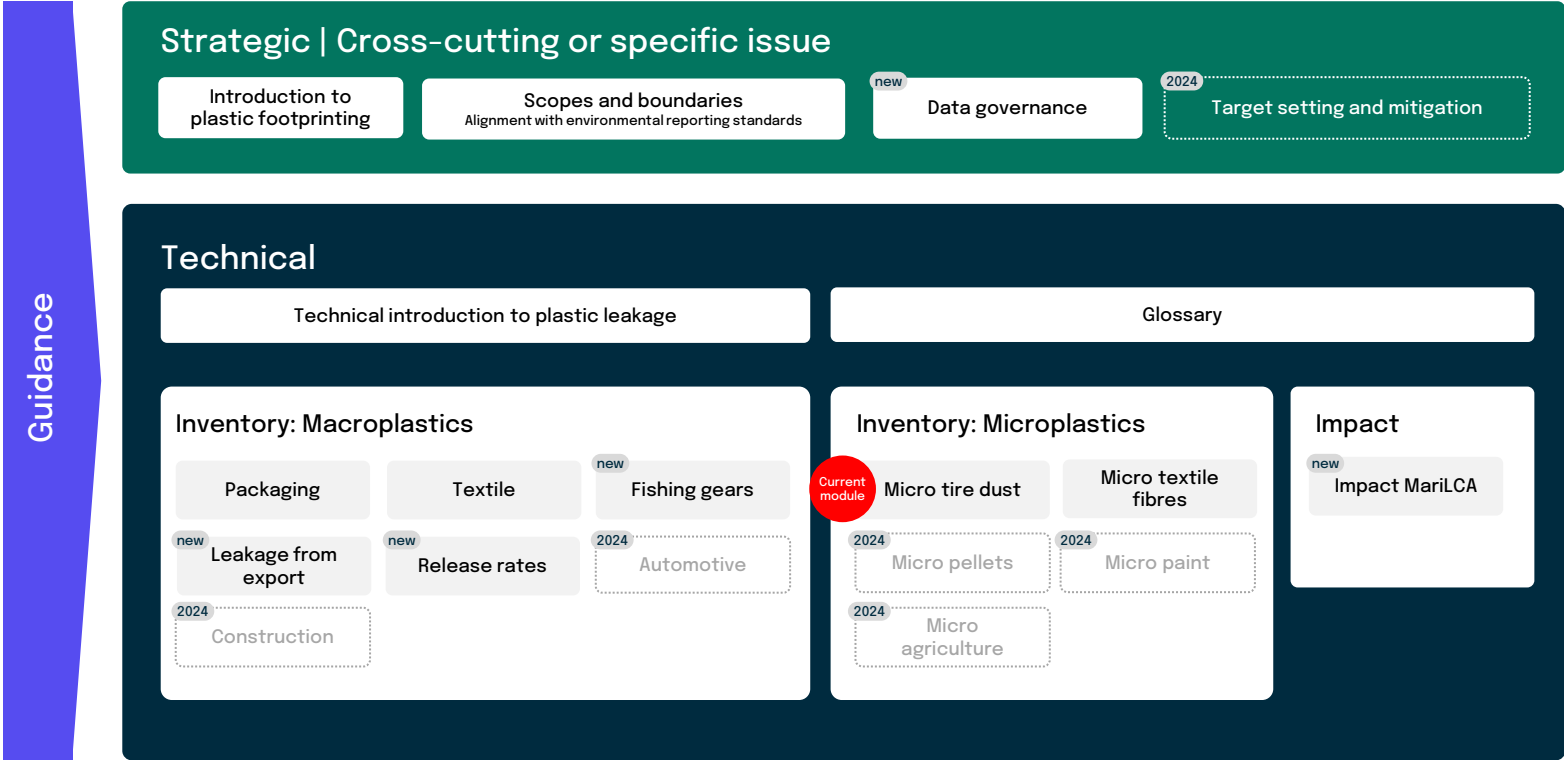 Guidance
Strategic | Cross-cutting or specific issue
Introduction to
plastic footprinting
Scopes and boundaries
Alignment with environmental reporting standards
new
Data governance
2024
Target setting and mitigation
Technical
Technical introduction to plastic leakage
Glossary
Inventory: Macroplastics
Packaging
Textile
new
Fishing gears
new
Leakage from
export
new
Release rates
2024
Automotive
2024
Construction
Inventory: Microplastics
Current
module
Micro tire dust
Micro textile
fibres
2024
Micro pellets
2024
Micro paint
2024
Micro
agriculture
Impact
new
Impact MariLCA